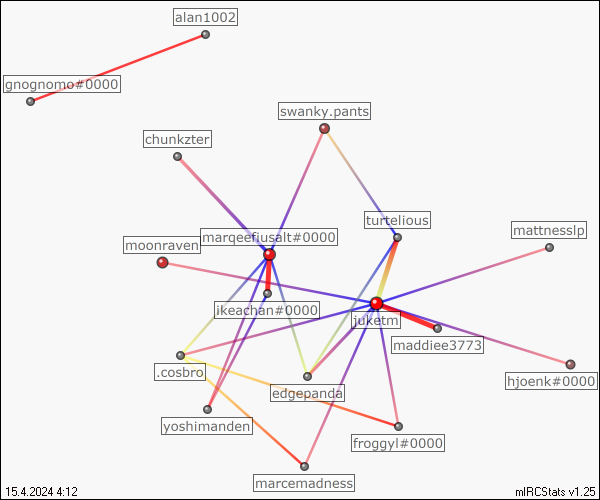 alan1002
gnognomo#0000
swanky.pants
chunkzter
turtelious
mattnesslp
marqeefiusalt#0000
moonraven
ikeachan#0000
juketm
maddiee3773
.cosbro
hjoenk#0000
edgepanda
yoshimanden
froggyl#0000
marcemadness
15.4.2024 4:12
mIRCStats v1.25